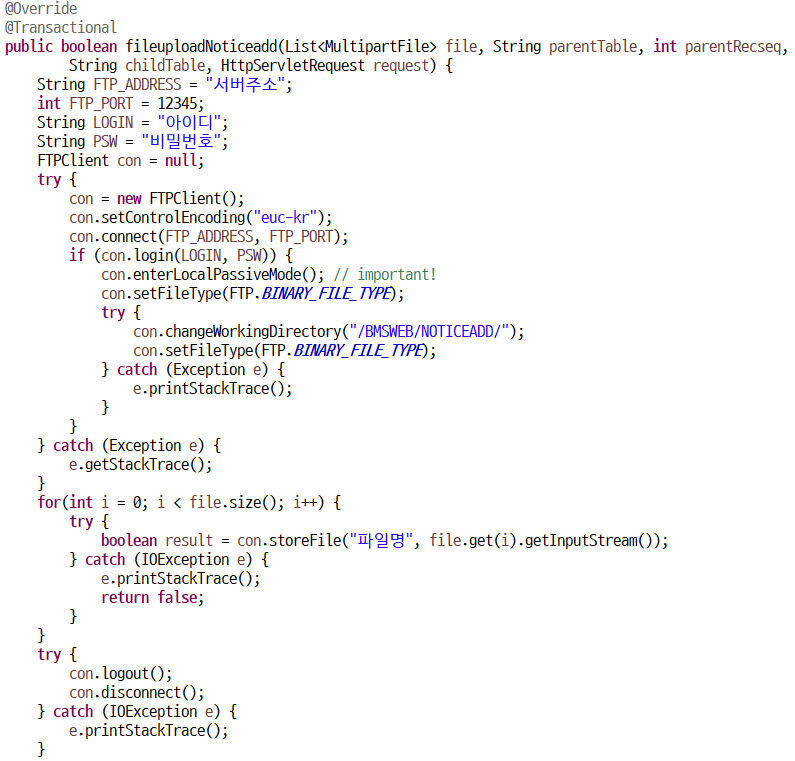 @Override
@Transactional
public boolean fileuploadNoticeadd(List<MultipartFile> file, String parentTable, int parentRecseq,
        String childTable, HttpServletRequest request) {
    String FTP_ADDRESS = "서버주소";
    int FTP_PORT = 12345;
    String LOGIN = "아이디";
    String PSW = "비밀번호";
    FTPClient con = null;
    try {
        con = new FTPClient();
        con.setControlEncoding("euc-kr");
        con.connect(FTP_ADDRESS, FTP_PORT);
        if (con.login(LOGIN, PSW)) {
            con.enterLocalPassiveMode(); // important!
            con.setFileType(FTP.BINARY_FILE_TYPE);
            try {
                con.changeWorkingDirectory("/BMSWEB/NOTICEADD/");
                con.setFileType(FTP.BINARY_FILE_TYPE);
            } catch (Exception e) {
                e.printStackTrace();
            }
        }
    } catch (Exception e) {
        e.getStackTrace();
    }
    for(int i = 0; i < file.size(); i++) {
        try {
            boolean result = con.storeFile("파일명", file.get(i).getInputStream());
        } catch (IOException e) {
            e.printStackTrace();
            return false;
        }
    }
    try {
        con.logout();
        con.disconnect();
    } catch (IOException e) {
        e.printStackTrace();
    }